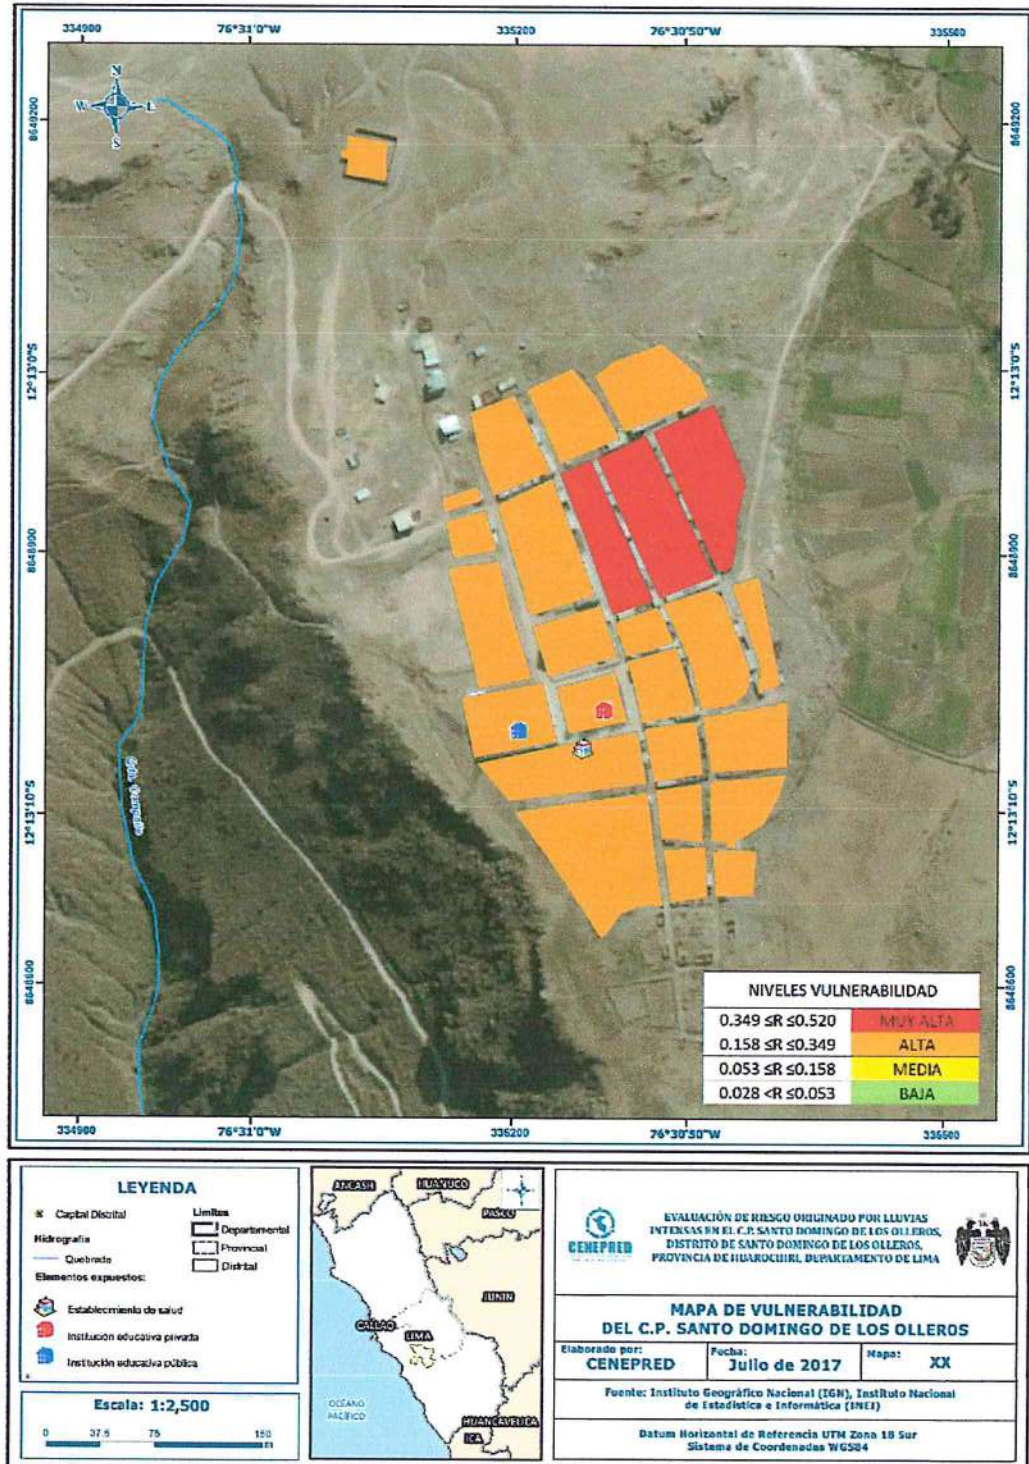 334900 76°31'0"W 335200 76°30'50"W 335500
N
W E
S
8649200 8649200
12°13'0"S 12°13'0"S
8648900 8648900
12°13'10"S 12°13'10"S
8648600 8648600
NIVELES VULNERABILIDAD
0.349 ≤R ≤0.520 MUY ALTA
0.158 ≤R ≤0.349 ALTA
0.053 ≤R ≤0.158 MEDIA
0.028 <R ≤0.053 BAJA
334900 76°31'0"W 335200 76°30'50"W 335500
LEYENDA
Capital Distrital
Hidrografia
Quebrada
Limites
Departamental
Provincial
Distrital
Elementos expuestos:
Establecimiento de salud
Institución educativa privada
Institución educativa pública
Escala: 1:2,500
0 37.5 75 150
m
ANCASH HUANUCO
PASCO
JUNIN
CALLAO
LIMA
OCEANO
PACÍFICO
HUANCAVELICA
ICA
CENEPRED
EVALUACIÓN DE RIESGO ORIGINADO POR LLUVIAS
INTENSAS EN EL C.P. SANTO DOMINGO DE LOS OLLEROS,
DISTRITO DE SANTO DOMINGO DE LOS OLLEROS,
PROVINCIA DE HUAROCHIRI, DEPARTAMENTO DE LIMA
MAPA DE VULNERABILIDAD
DEL C.P. SANTO DOMINGO DE LOS OLLEROS
Elaborado por:
CENEPRED
Fecha:
Julio de 2017
Mapa:
XX
Fuente: Instituto Geográfico Nacional (IGN), Instituto Nacional
de Estadistica e Informática (INEI)
Datum Horizontal de Referencia UTM Zona 18 Sur
Sistema de Coordenadas WGS84